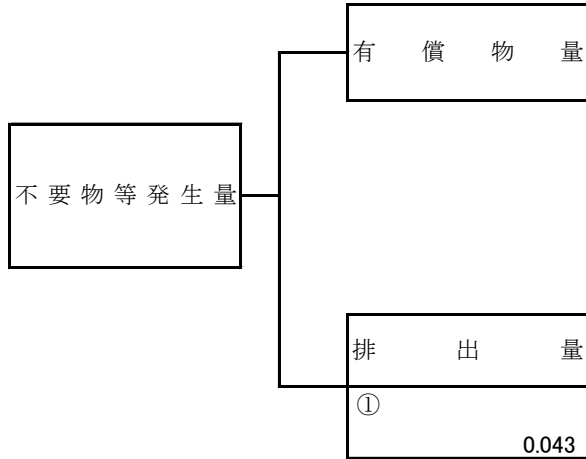 有償物量
不要物等発生量
排出量
①
0.043